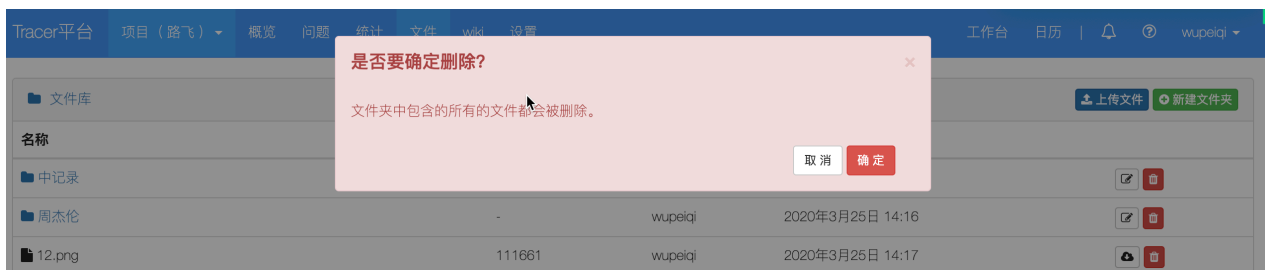 Tracer平台 项目（路飞） 概览 问题 统计 文件 wiki 设置 工作台 日历 | wupeiqi
是否要确定删除? ×
文件夹中包含的所有的文件都会被删除。
取 消 确 定
文件库 上传文件 新建文件夹
名称
中记录
周杰伦 - wupeiqi 2020年3月25日 14:16
12.png 111661 wupeiqi 2020年3月25日 14:17